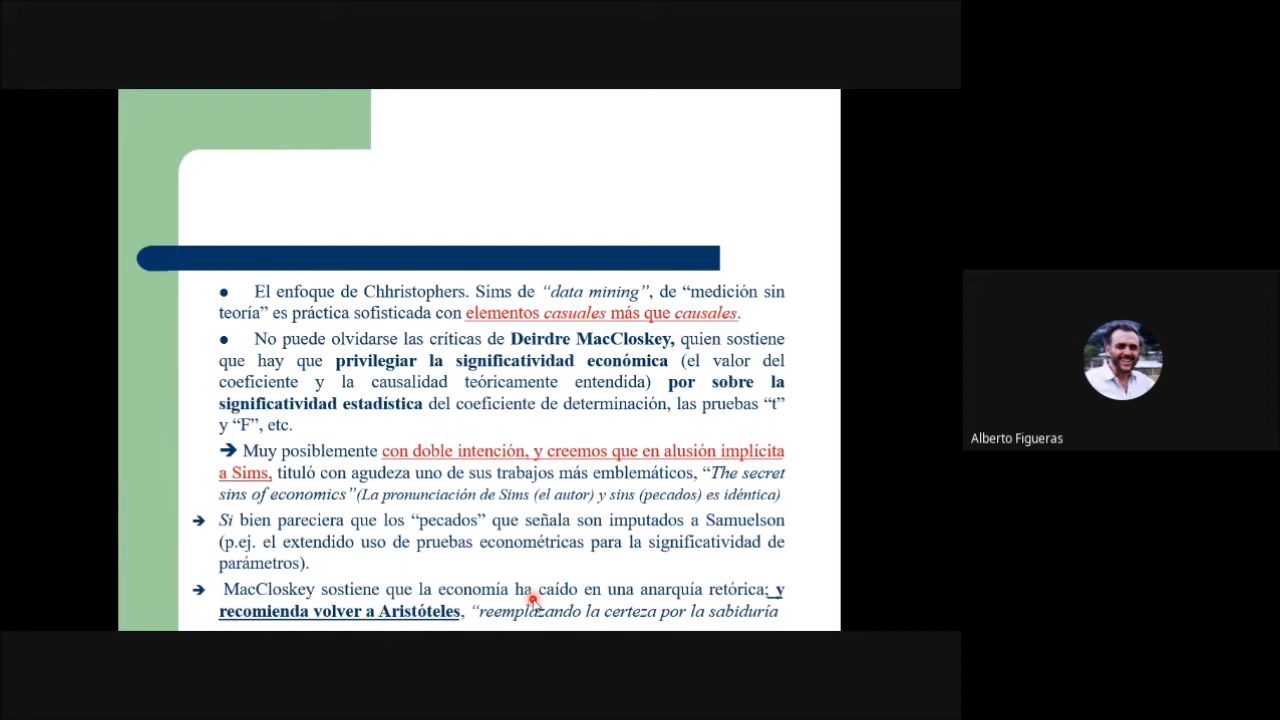 ● El enfoque de Chhristophers. Sims de “data mining”, de “medición sin
teoría” es práctica sofisticada con elementos casuales más que causales.
● No puede olvidarse las críticas de Deirdre MacCloskey, quien sostiene
que hay que privilegiar la significatividad económica (el valor del
coeficiente y la causalidad teóricamente entendida) por sobre la
significatividad estadística del coeficiente de determinación, las pruebas “t”
y “F”, etc.
➔ Muy posiblemente con doble intención, y creemos que en alusión implícita
a Sims, tituló con agudeza uno de sus trabajos más emblemáticos, “The secret
sins of economics”(La pronunciación de Sims (el autor) y sins (pecados) es idéntica)
➔ Si bien pareciera que los “pecados” que señala son imputados a Samuelson
(p.ej. el extendido uso de pruebas econométricas para la significatividad de
parámetros).
➔ MacCloskey sostiene que la economía ha caído en una anarquía retórica; y
recomienda volver a Aristóteles, “reemplazando la certeza por la sabiduría
Alberto Figueras